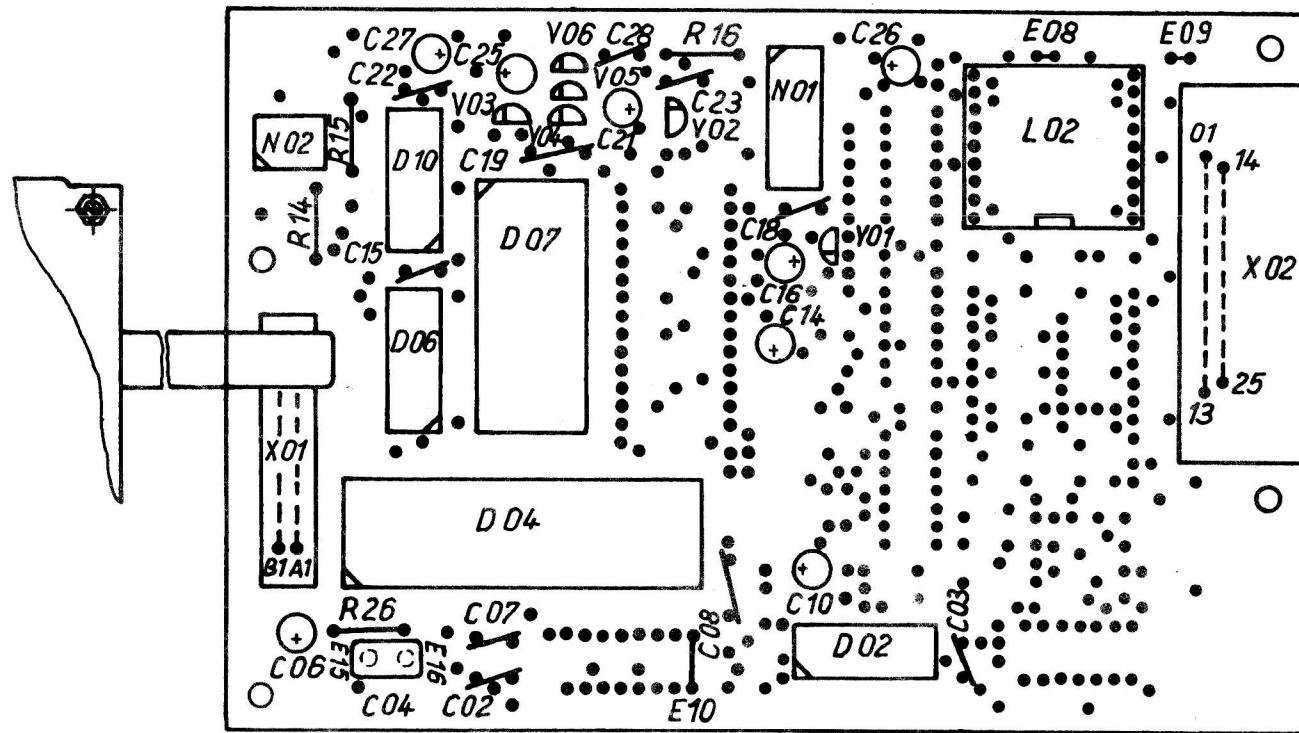 C27
C25
V06
C28
R16
C26
E08
E09
C22
V05
V03
C23
N01
N02
R15
V04
C21
V02
L02
01
14
D10
C19
R14
D07
C18
V01
C15
X02
C16
C14
D06
25
13
X01
D04
B1
A1
C10
R26
C07
C08
C03
D02
C06
E15
E16
C04
C02
E10